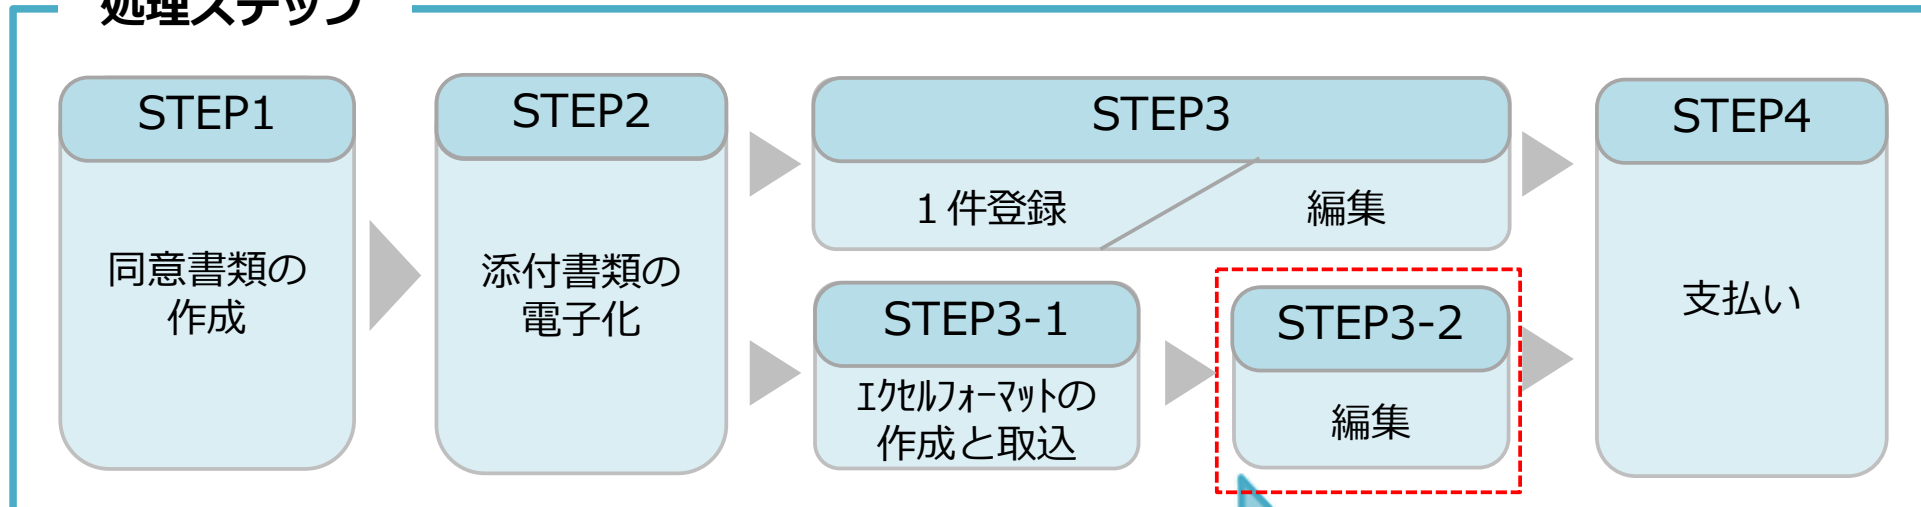 処理ステップ
STEP1
同意書類の
作成
STEP2
添付書類の
電子化
STEP3
１件登録
編集
STEP3-1
ｴｸｾﾙﾌｫｰﾏｯﾄの
作成と取込
STEP3-2
編集
STEP4
支払い